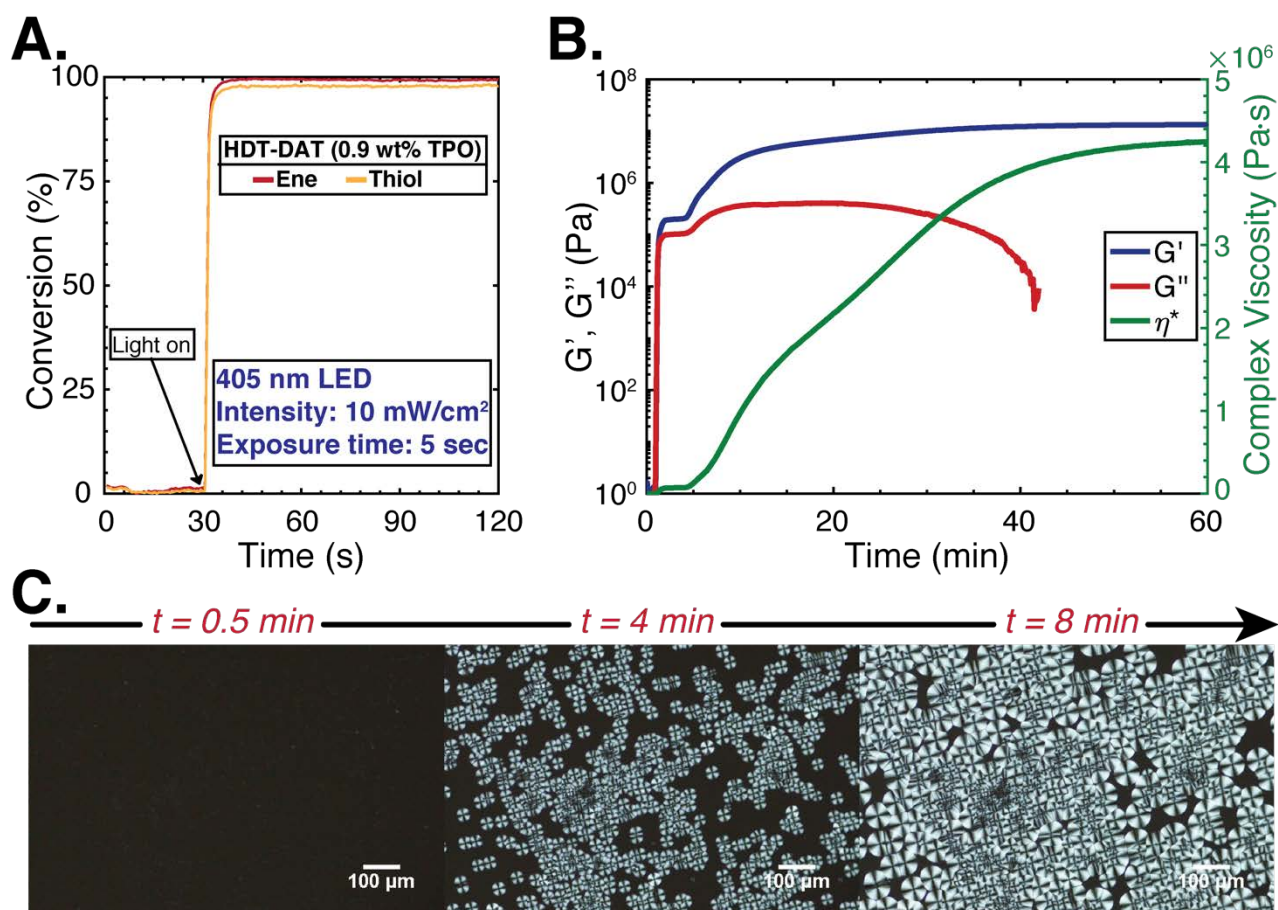 A.
100
75
50
25
0
Conversion (%)
HDT-DAT (0.9 wt% TPO)
Ene Thiol
Light on
405 nm LED
Intensity: 10 mW/cm²
Exposure time: 5 sec
0 30 60 90 120
Time (s)
B.
×10⁶
10⁸
10⁶
10⁴
10²
10⁰
G', G'' (Pa)
G'
G''
η*
5
4
3
2
1
0
Complex Viscosity (Pa·s)
0 20 40 60
Time (min)
C.
t = 0.5 min t = 4 min t = 8 min
100 µm 100 µm 100 µm